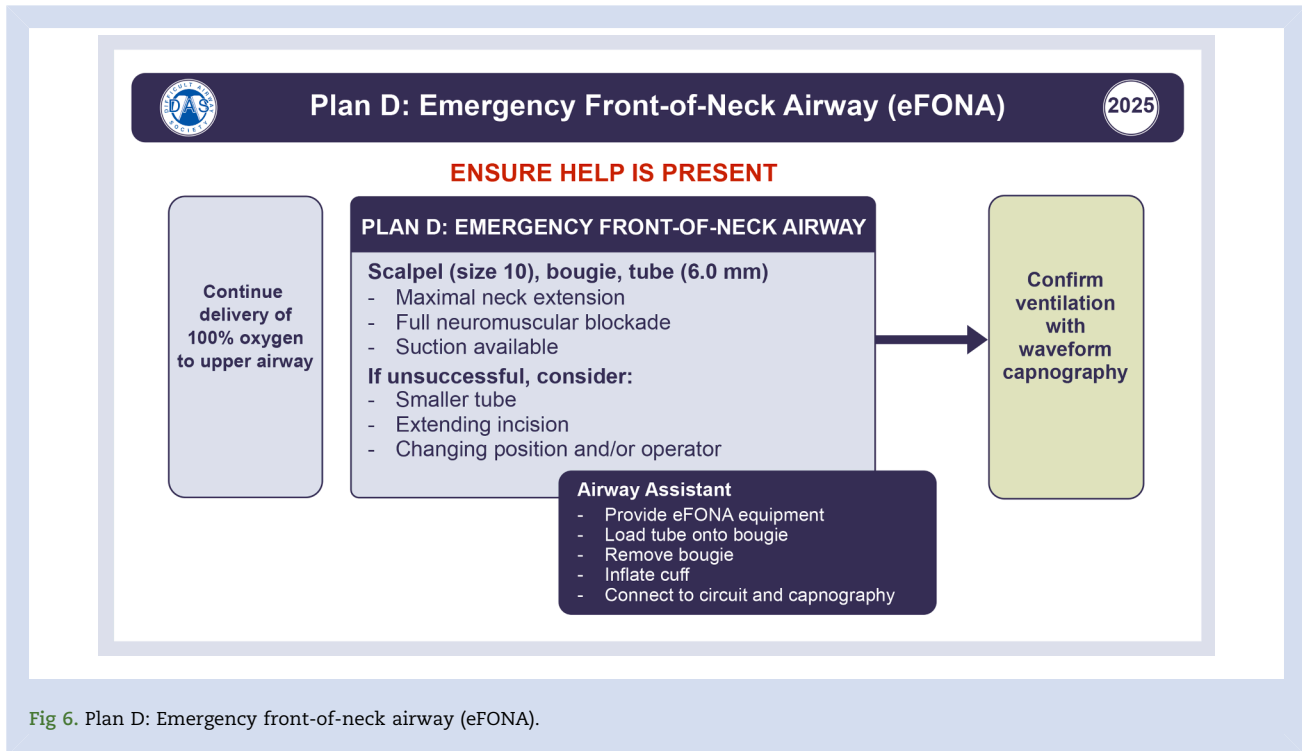 DIFFICULT AIRWAY
DAS
SOCIETY
Plan D: Emergency Front-of-Neck Airway (eFONA)
2025
ENSURE HELP IS PRESENT
Continue
delivery of
100% oxygen
to upper airway
PLAN D: EMERGENCY FRONT-OF-NECK AIRWAY
Scalpel (size 10), bougie, tube (6.0 mm)
- Maximal neck extension
- Full neuromuscular blockade
- Suction available
If unsuccessful, consider:
- Smaller tube
- Extending incision
- Changing position and/or operator
Airway Assistant
- Provide eFONA equipment
- Load tube onto bougie
- Remove bougie
- Inflate cuff
- Connect to circuit and capnography
Confirm
ventilation
with
waveform
capnography
Fig 6. Plan D: Emergency front-of-neck airway (eFONA).